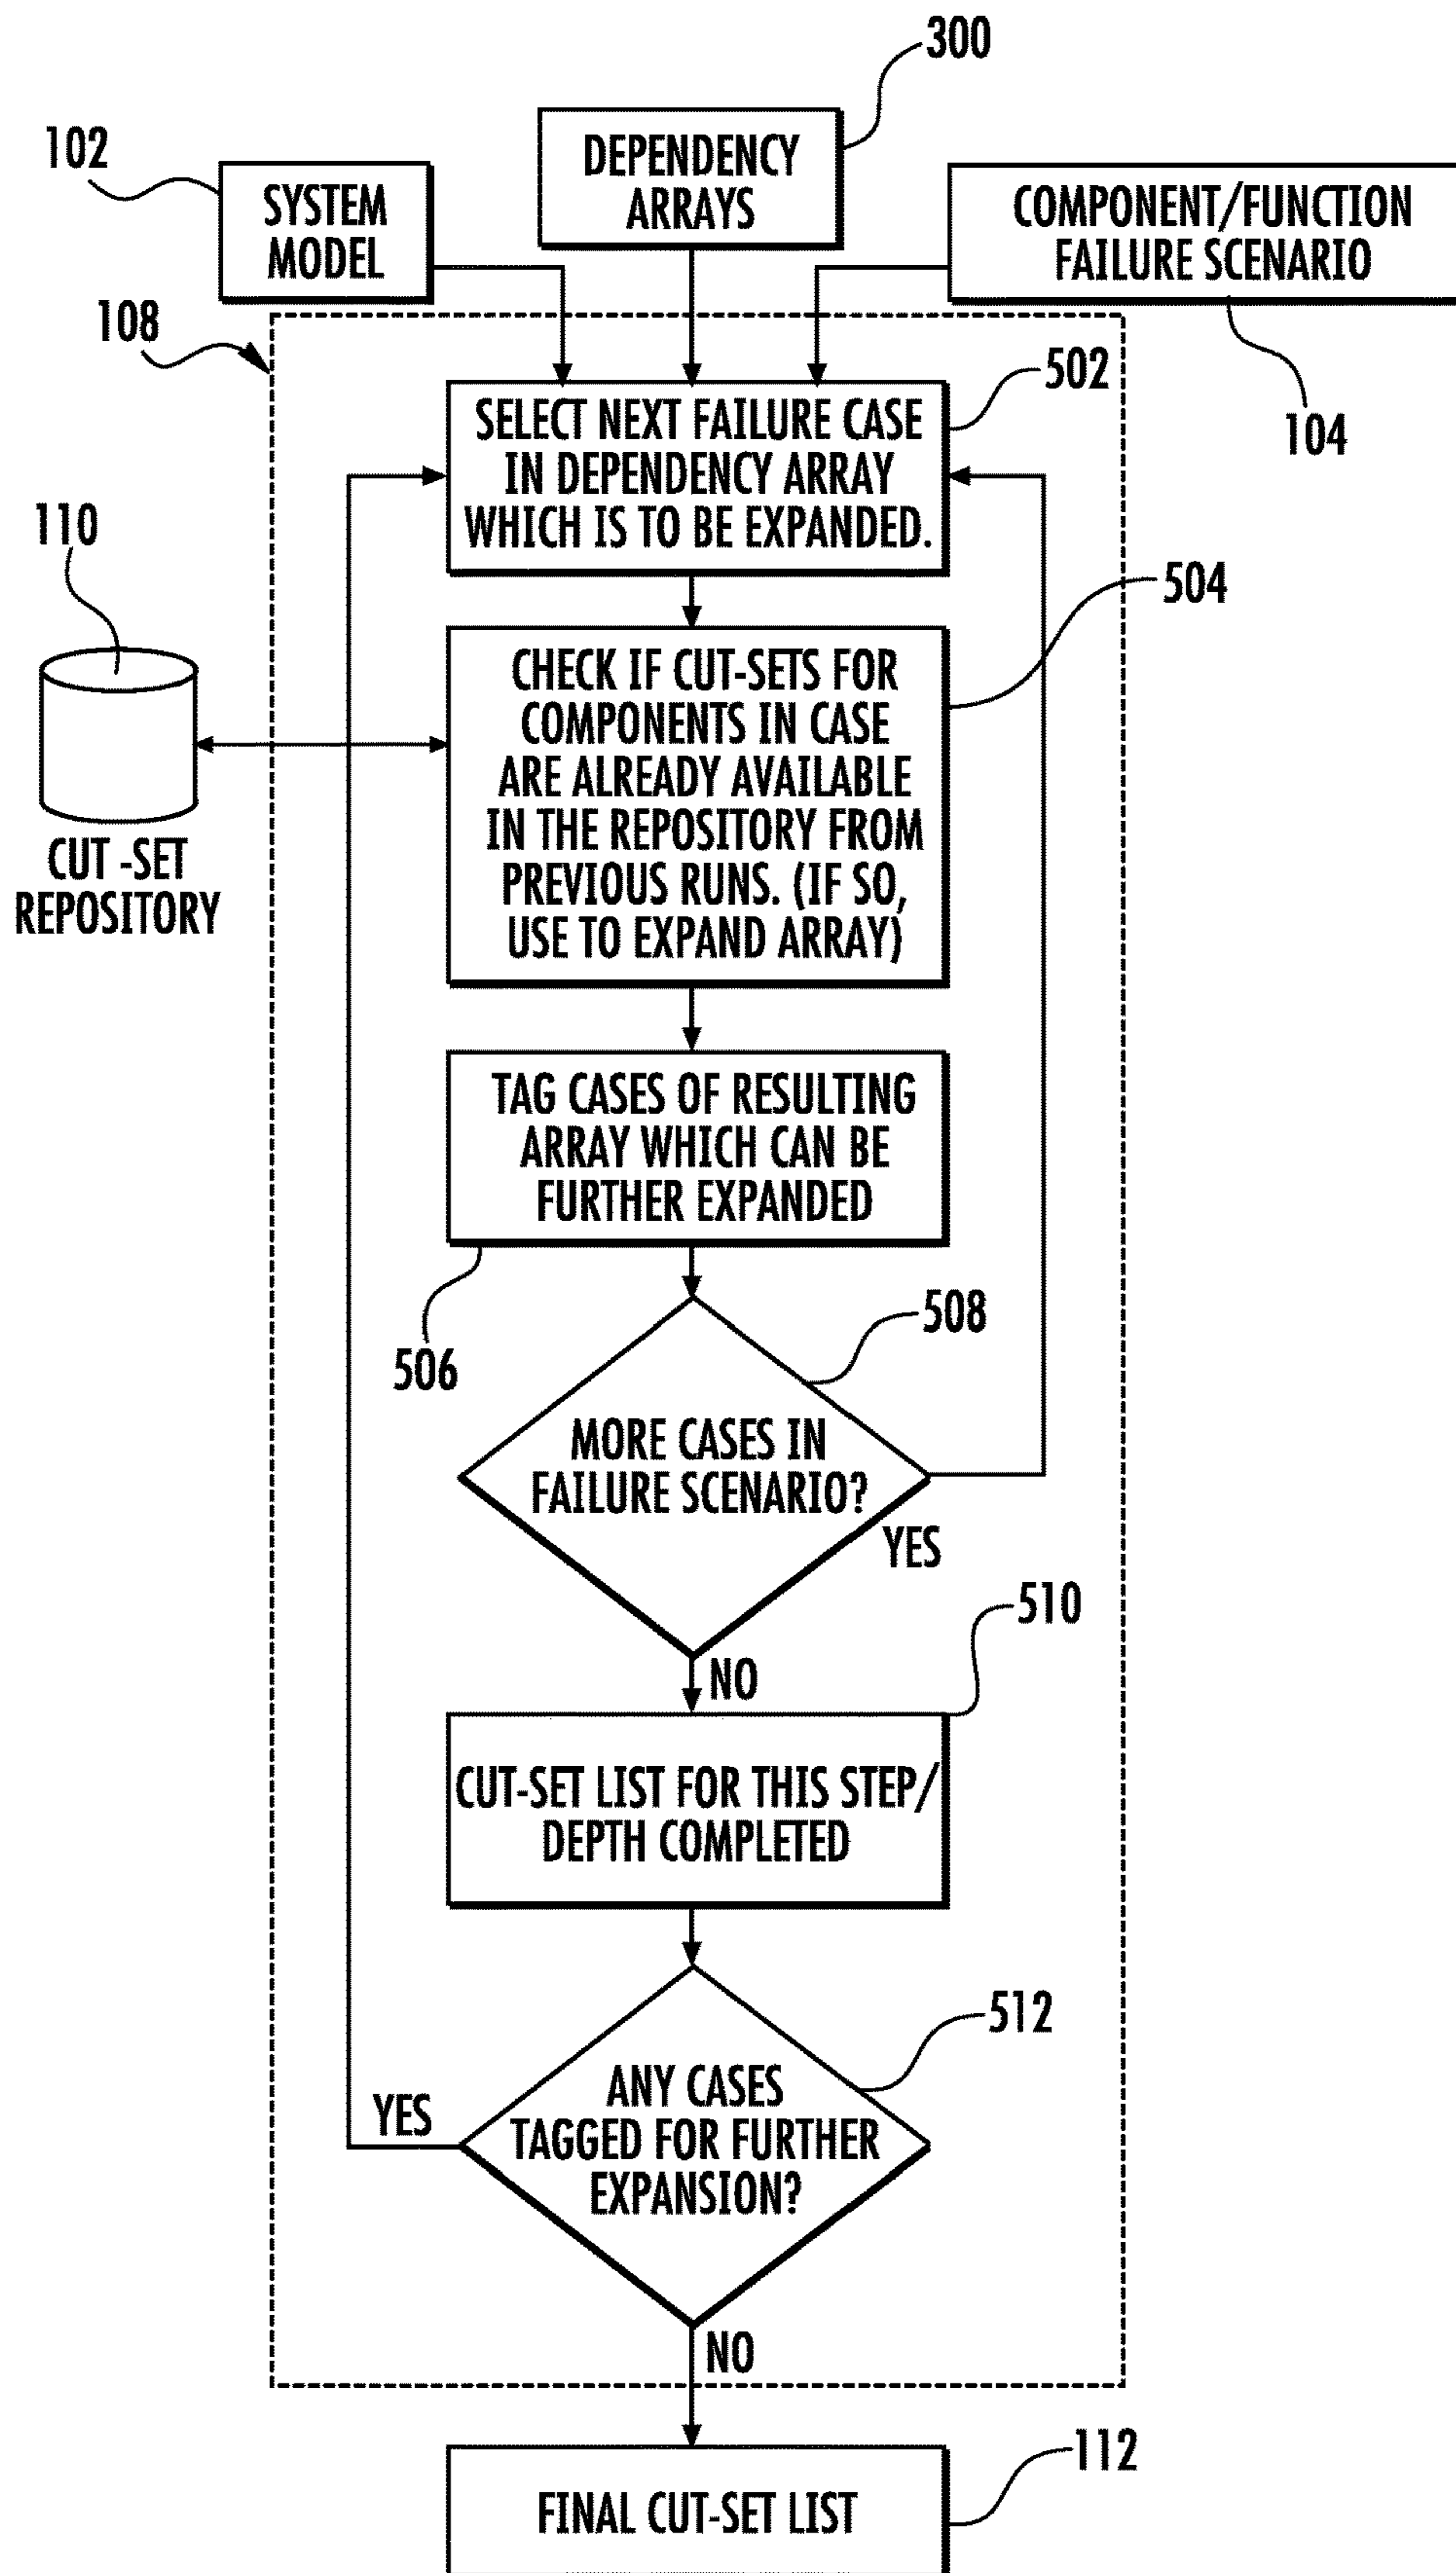 300
102
DEPENDENCY
ARRAYS
SYSTEM
MODEL
COMPONENT/FUNCTION
FAILURE SCENARIO
108
104
502
SELECT NEXT FAILURE CASE
IN DEPENDENCY ARRAY
WHICH IS TO BE EXPANDED.
110
504
CHECK IF CUT-SETS FOR
COMPONENTS IN CASE
ARE ALREADY AVAILABLE
IN THE REPOSITORY FROM
PREVIOUS RUNS. (IF SO,
USE TO EXPAND ARRAY)
CUT -SET
REPOSITORY
TAG CASES OF RESULTING
ARRAY WHICH CAN BE
FURTHER EXPANDED
506
508
MORE CASES IN
FAILURE SCENARIO?
YES
NO
510
CUT-SET LIST FOR THIS STEP/
DEPTH COMPLETED
512
ANY CASES
TAGGED FOR FURTHER
EXPANSION?
YES
NO
112
FINAL CUT-SET LIST